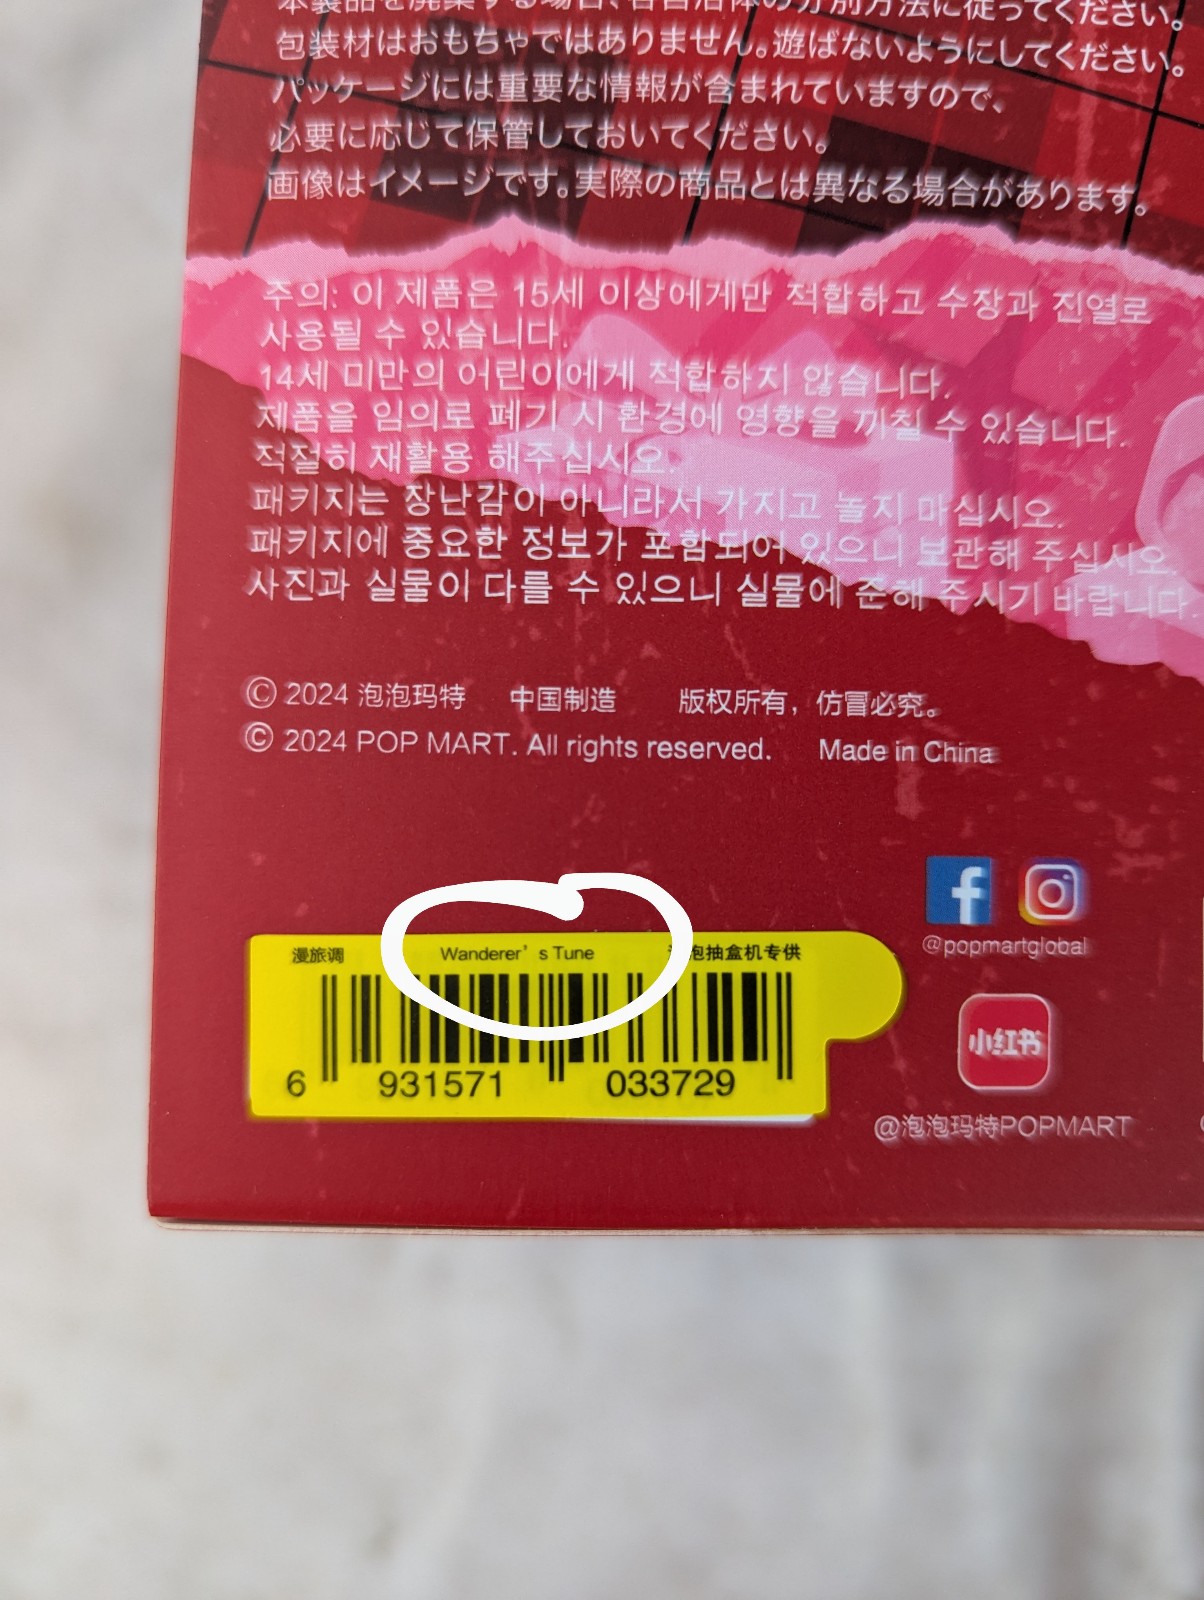 包装材はおもちゃではありません。遊ばないようにしてください。
パッケージには重要な情報が含まれていますので、
必要に応じて保管しておいてください。
画像はイメージです。実際の商品とは異なる場合があります。
주의: 이 제품은 15세 이상에게만 적합하고 수장과 진열로
사용될 수 있습니다.
14세 미만의 어린이에게 적합하지 않습니다.
제품을 임의로 폐기 시 환경에 영향을 끼칠 수 있습니다.
적절히 재활용 해주십시오.
패키지는 장난감이 아니라서 가지고 놀지 마십시오.
패키지에 중요한 정보가 포함되어 있으니 보관해 주십시오.
사진과 실물이 다를 수 있으니 실물에 준해 주시기 바랍니다.
© 2024 泡泡玛特 中国制造 版权所有，仿冒必究。
© 2024 POP MART. All rights reserved. Made in China
@popmartglobal
漫旅调 Wanderer’s Tune 泡抽盒机专供
6 931571 033729
小红书
@泡泡玛特POPMART